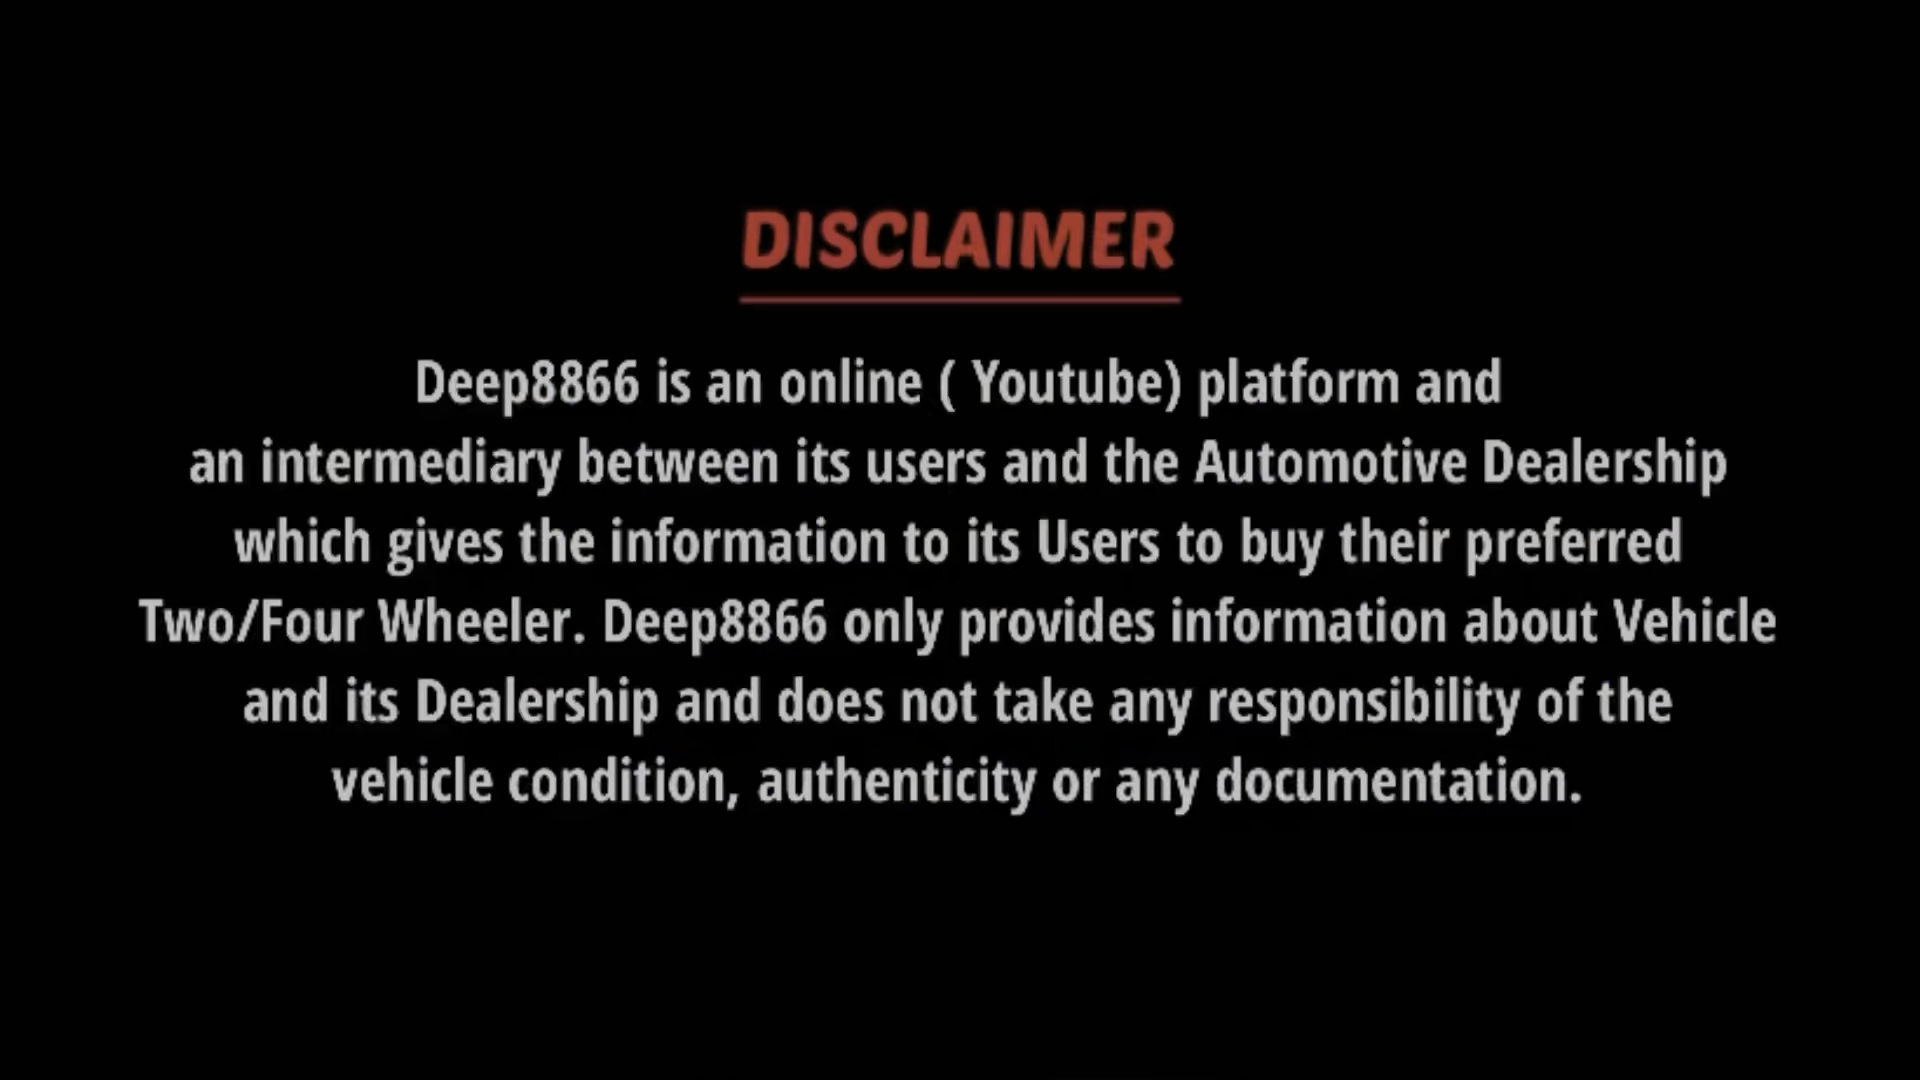 DISCLAIMER
Deep8866 is an online ( Youtube) platform and
an intermediary between its users and the Automotive Dealership
which gives the information to its Users to buy their preferred
Two/Four Wheeler. Deep8866 only provides information about Vehicle
and its Dealership and does not take any responsibility of the
vehicle condition, authenticity or any documentation.